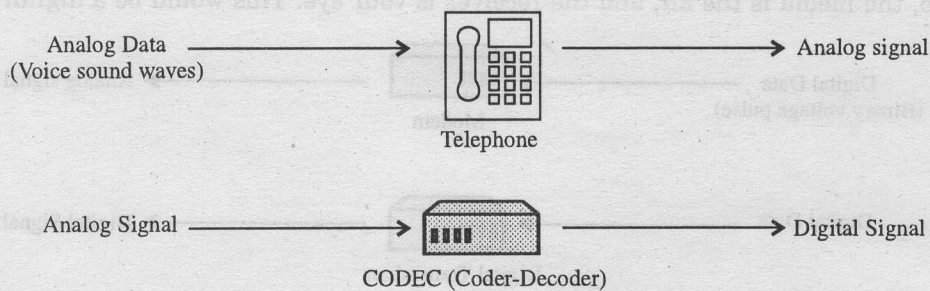 Analog Data
(Voice sound waves)
Analog signal
Telephone
Analog Signal
Digital Signal
CODEC (Coder-Decoder)